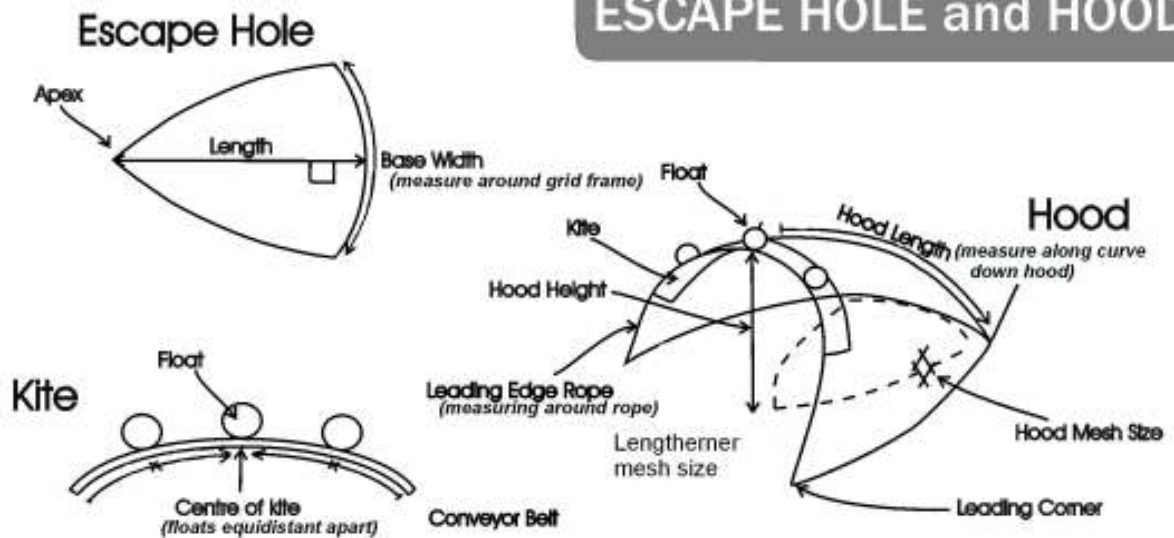 ESCAPE HOLE and HOOD
Escape Hole
Apex
Length
Base Width
(measure around grid frame)
Float
Hood
Hood Length
(measure along curve
down hood)
Kite
Hood Height
Leading Edge Rope
(measuring around rope)
Lengtherner
mesh size
Hood Mesh Size
Leading Corner
Kite
Float
Centre of kite
(floats equidistant apart)
Conveyor Belt